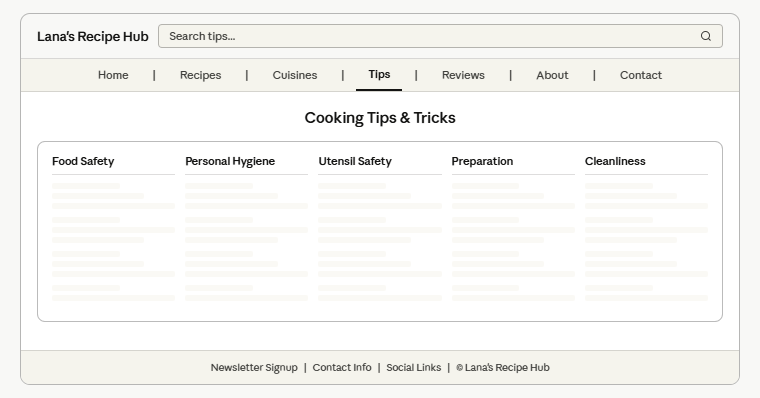 Lana's Recipe Hub
Search tips...
Home | Recipes | Cuisines | Tips | Reviews | About | Contact
Cooking Tips & Tricks
Food Safety
Personal Hygiene
Utensil Safety
Preparation
Cleanliness
Newsletter Signup | Contact Info | Social Links | © Lana's Recipe Hub